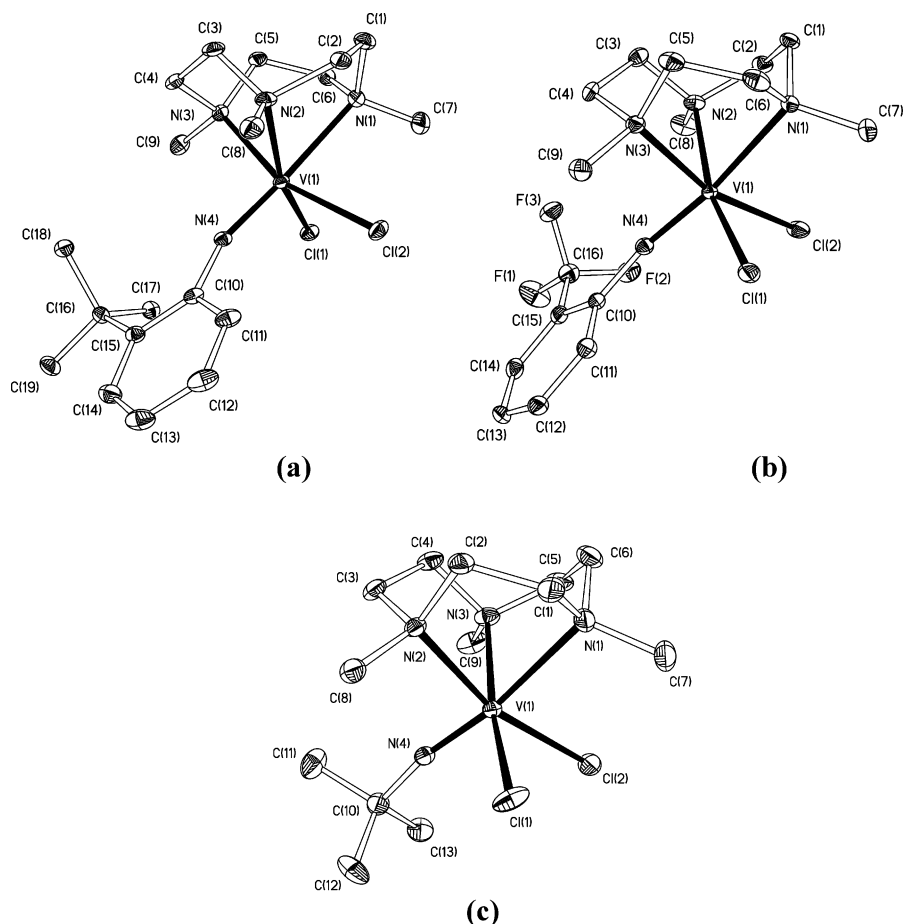 C(3) C(5) C(2) C(1)
C(4) C(6)
N(3) N(2) N(1) C(7)
C(9) C(8)
V(1)
N(4)
C(18) Cl(1) Cl(2)
C(17)
C(16) C(10)
C(11)
C(15)
C(19)
C(14) C(12)
C(13)
(a)
C(5) C(1)
C(3) C(2)
C(4) C(6) C(7)
N(2)
C(8) N(1)
N(3)
C(9)
V(1)
F(3) N(4)
Cl(2)
C(16)
F(1) F(2) Cl(1)
C(15) C(10)
C(14) C(11)
C(13) C(12)
(b)
C(4) C(2) C(6)
C(5)
C(3)
N(3) C(1)
N(1)
N(2) C(9)
C(7)
C(8)
V(1)
N(4)
C(11) Cl(2)
C(10) Cl(1)
C(13)
C(12)
(c)